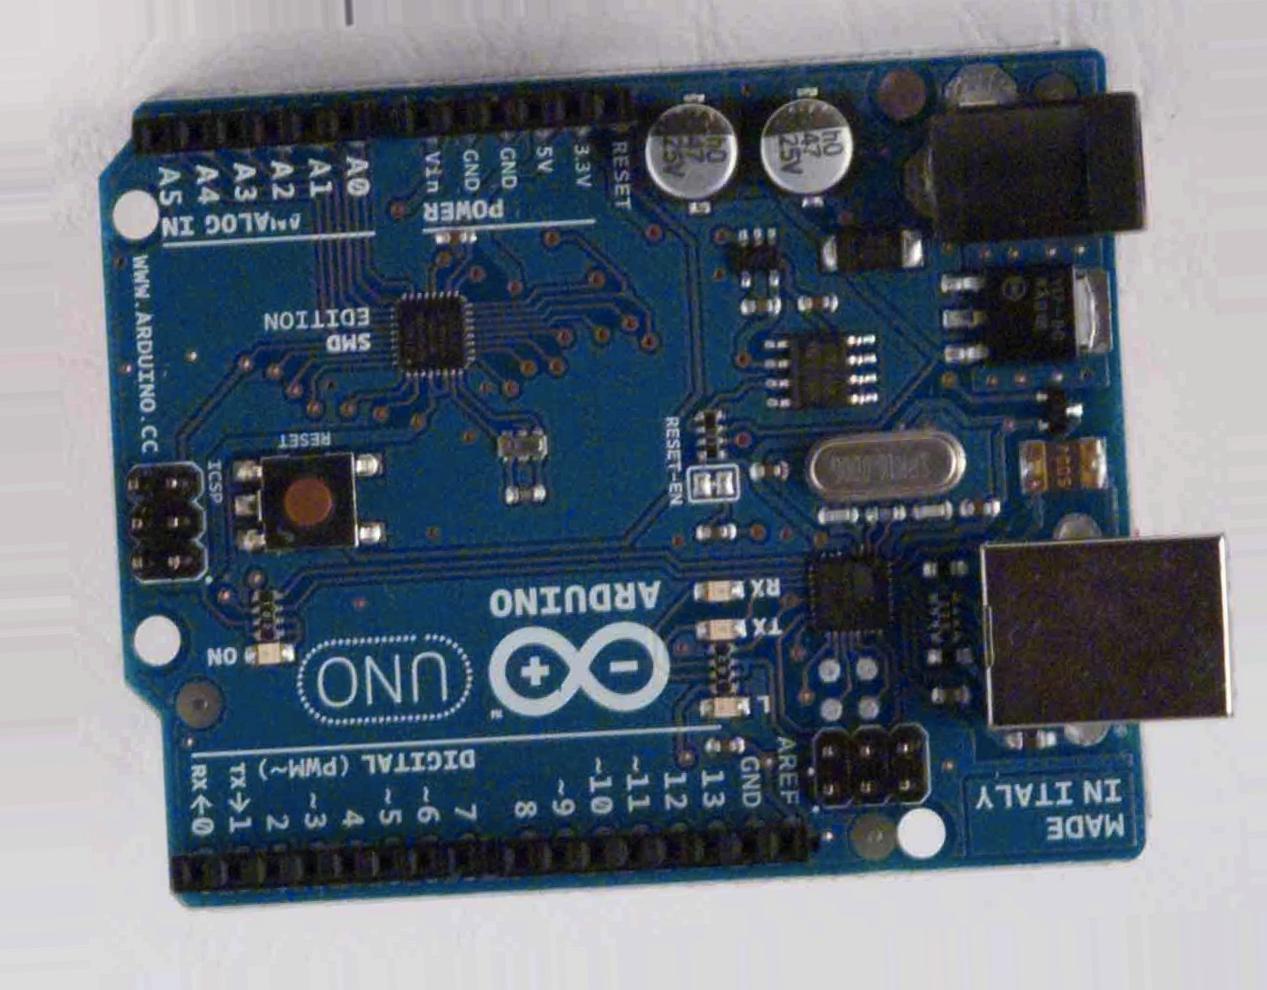 MADE
IN ITALY
AREF
GND
13
12
~11
~10
~9
8
7
~6
~5
4
~3
2
TX→1
RX←0
DIGITAL (PWM~)
UNO
ARDUINO
L
TX
RX
ON
ICSP
RESET
RESET-EN
SMD
EDITION
WWW.ARDUINO.CC
RESET
3.3V
5V
GND
GND
Vin
POWER
A0
A1
A2
A3
A4
A5
ANALOG IN
h0
47
25V
h0
47
25V